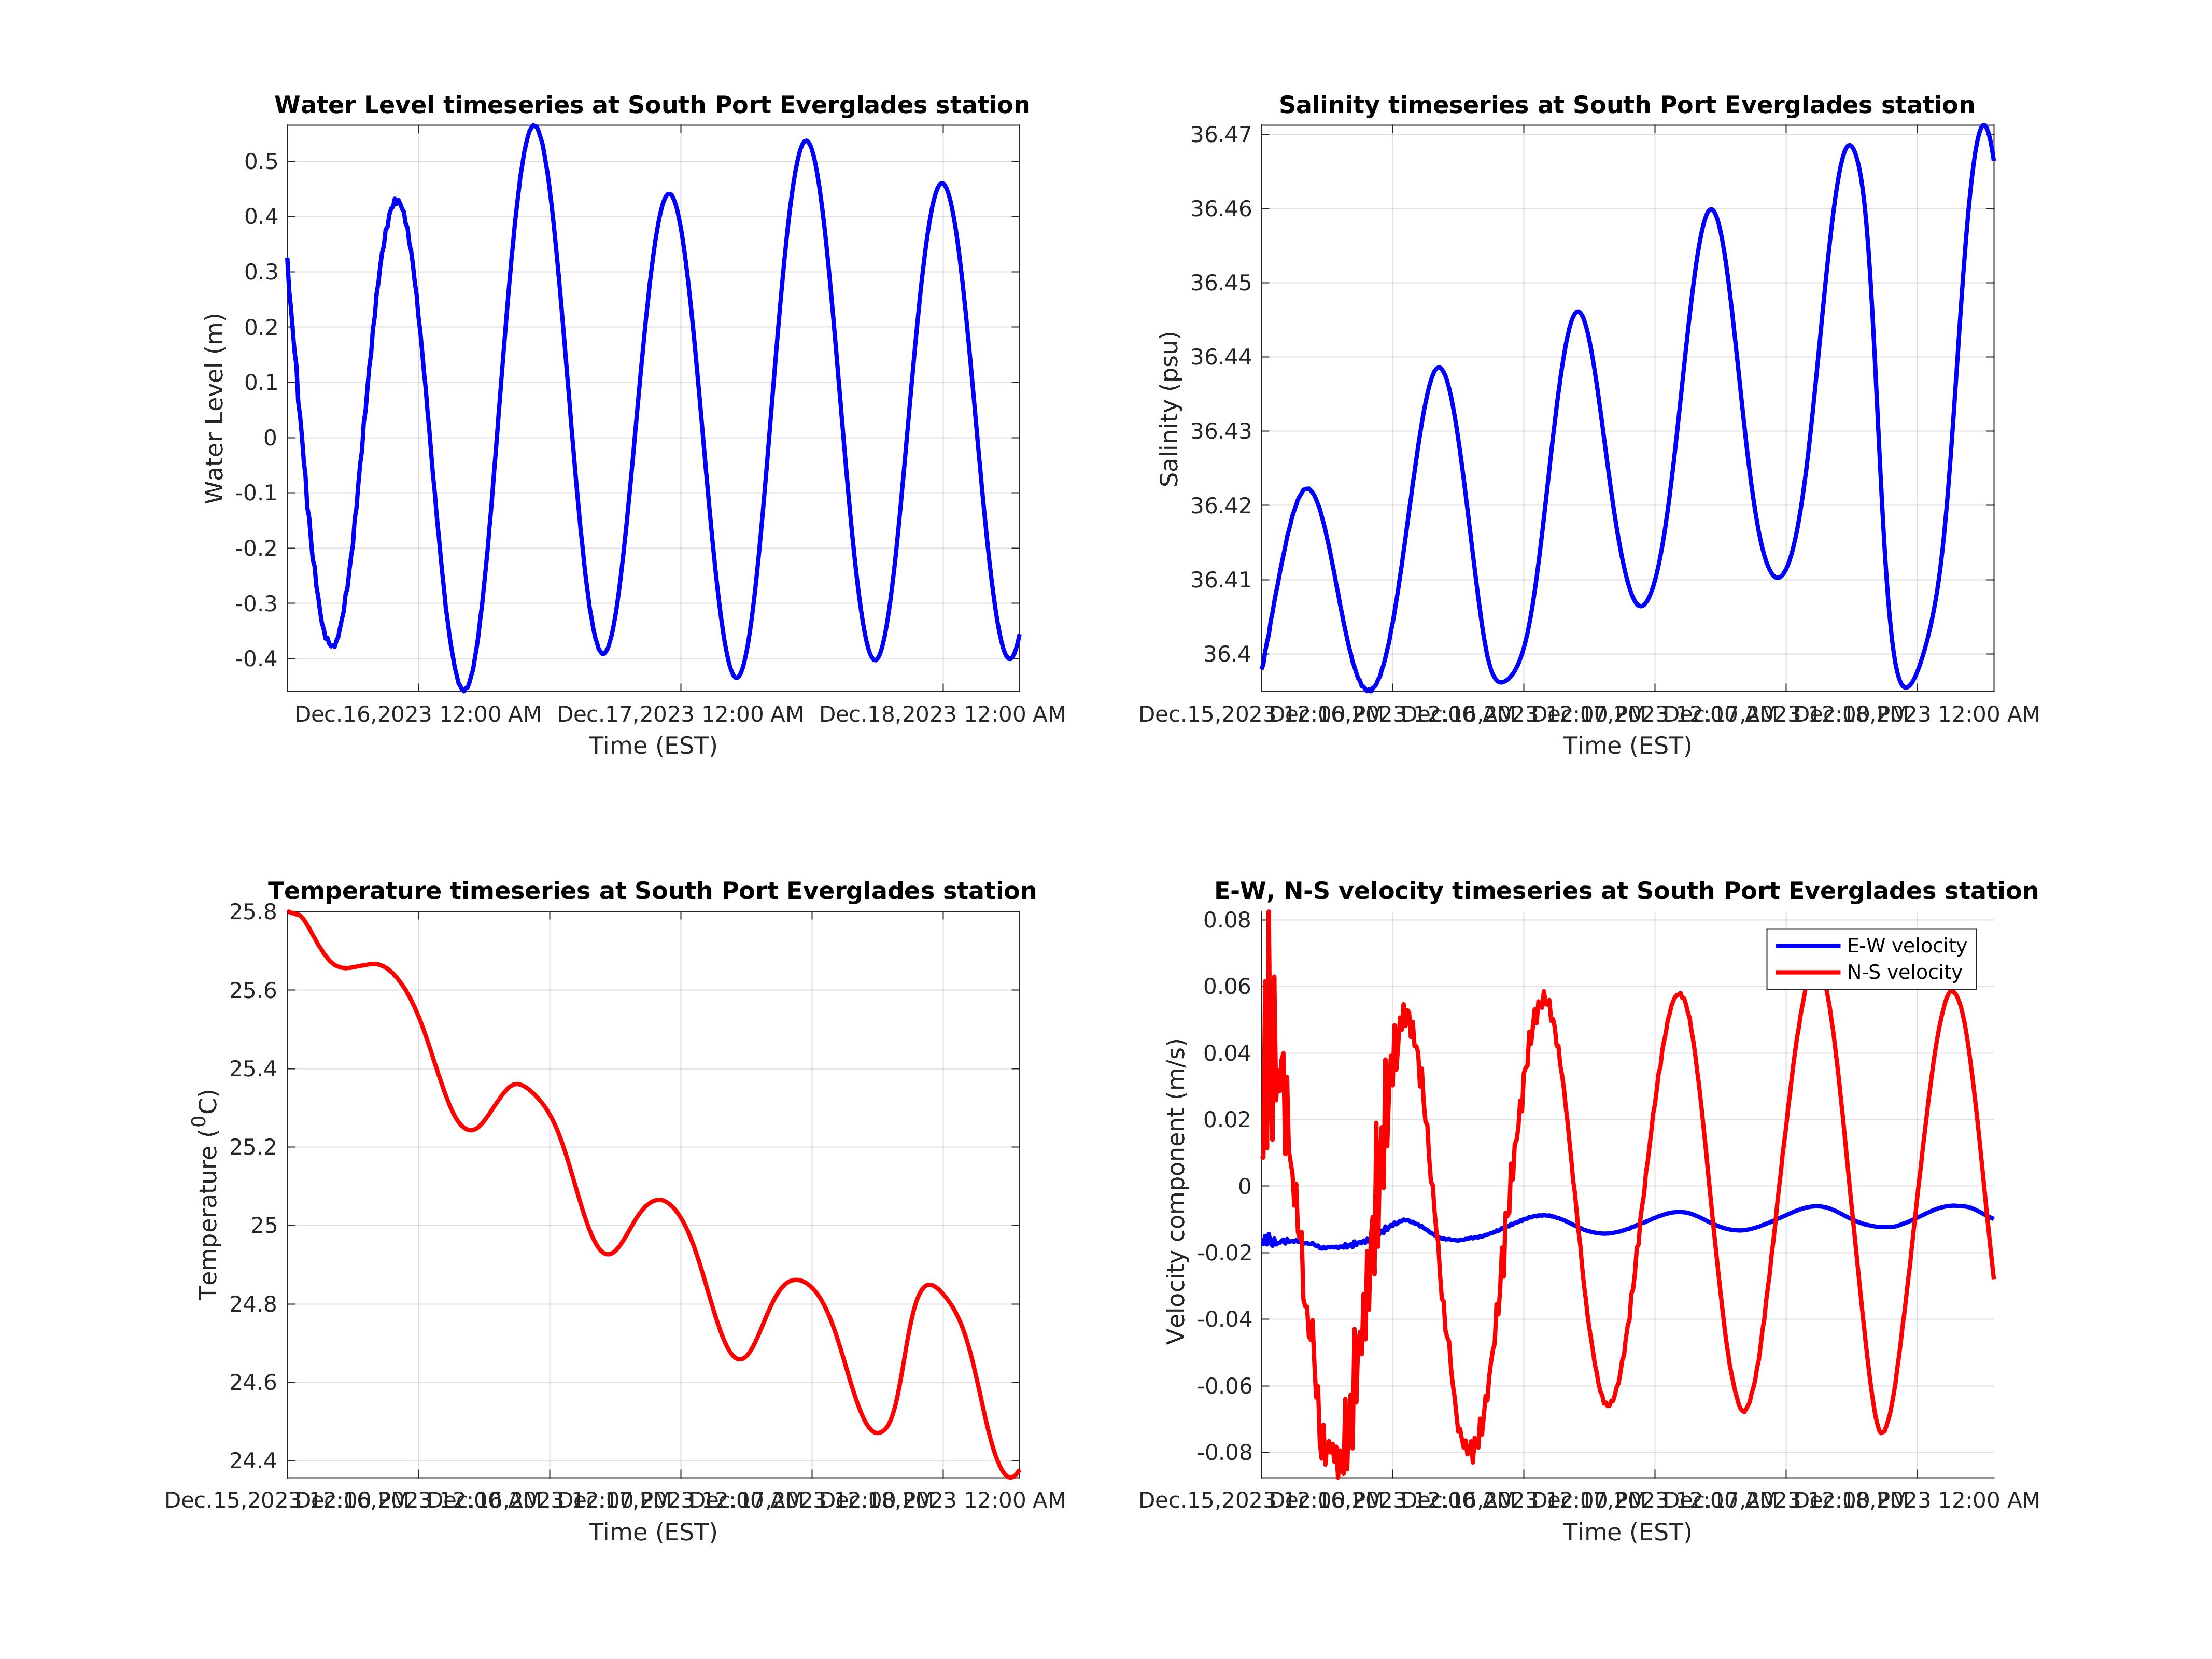 Water Level timeseries at South Port Everglades station
Water Level (m)
0.5
0.4
0.3
0.2
0.1
0
-0.1
-0.2
-0.3
-0.4
Dec.16,2023 12:00 AM Dec.17,2023 12:00 AM Dec.18,2023 12:00 AM
Time (EST)
Salinity timeseries at South Port Everglades station
Salinity (psu)
36.47
36.46
36.45
36.44
36.43
36.42
36.41
36.4
Time (EST)
Temperature timeseries at South Port Everglades station
Temperature (⁰C)
25.8
25.6
25.4
25.2
25
24.8
24.6
24.4
Time (EST)
E-W, N-S velocity timeseries at South Port Everglades station
Velocity component (m/s)
0.08
0.06
0.04
0.02
0
-0.02
-0.04
-0.06
-0.08
E-W velocity
N-S velocity
Time (EST)